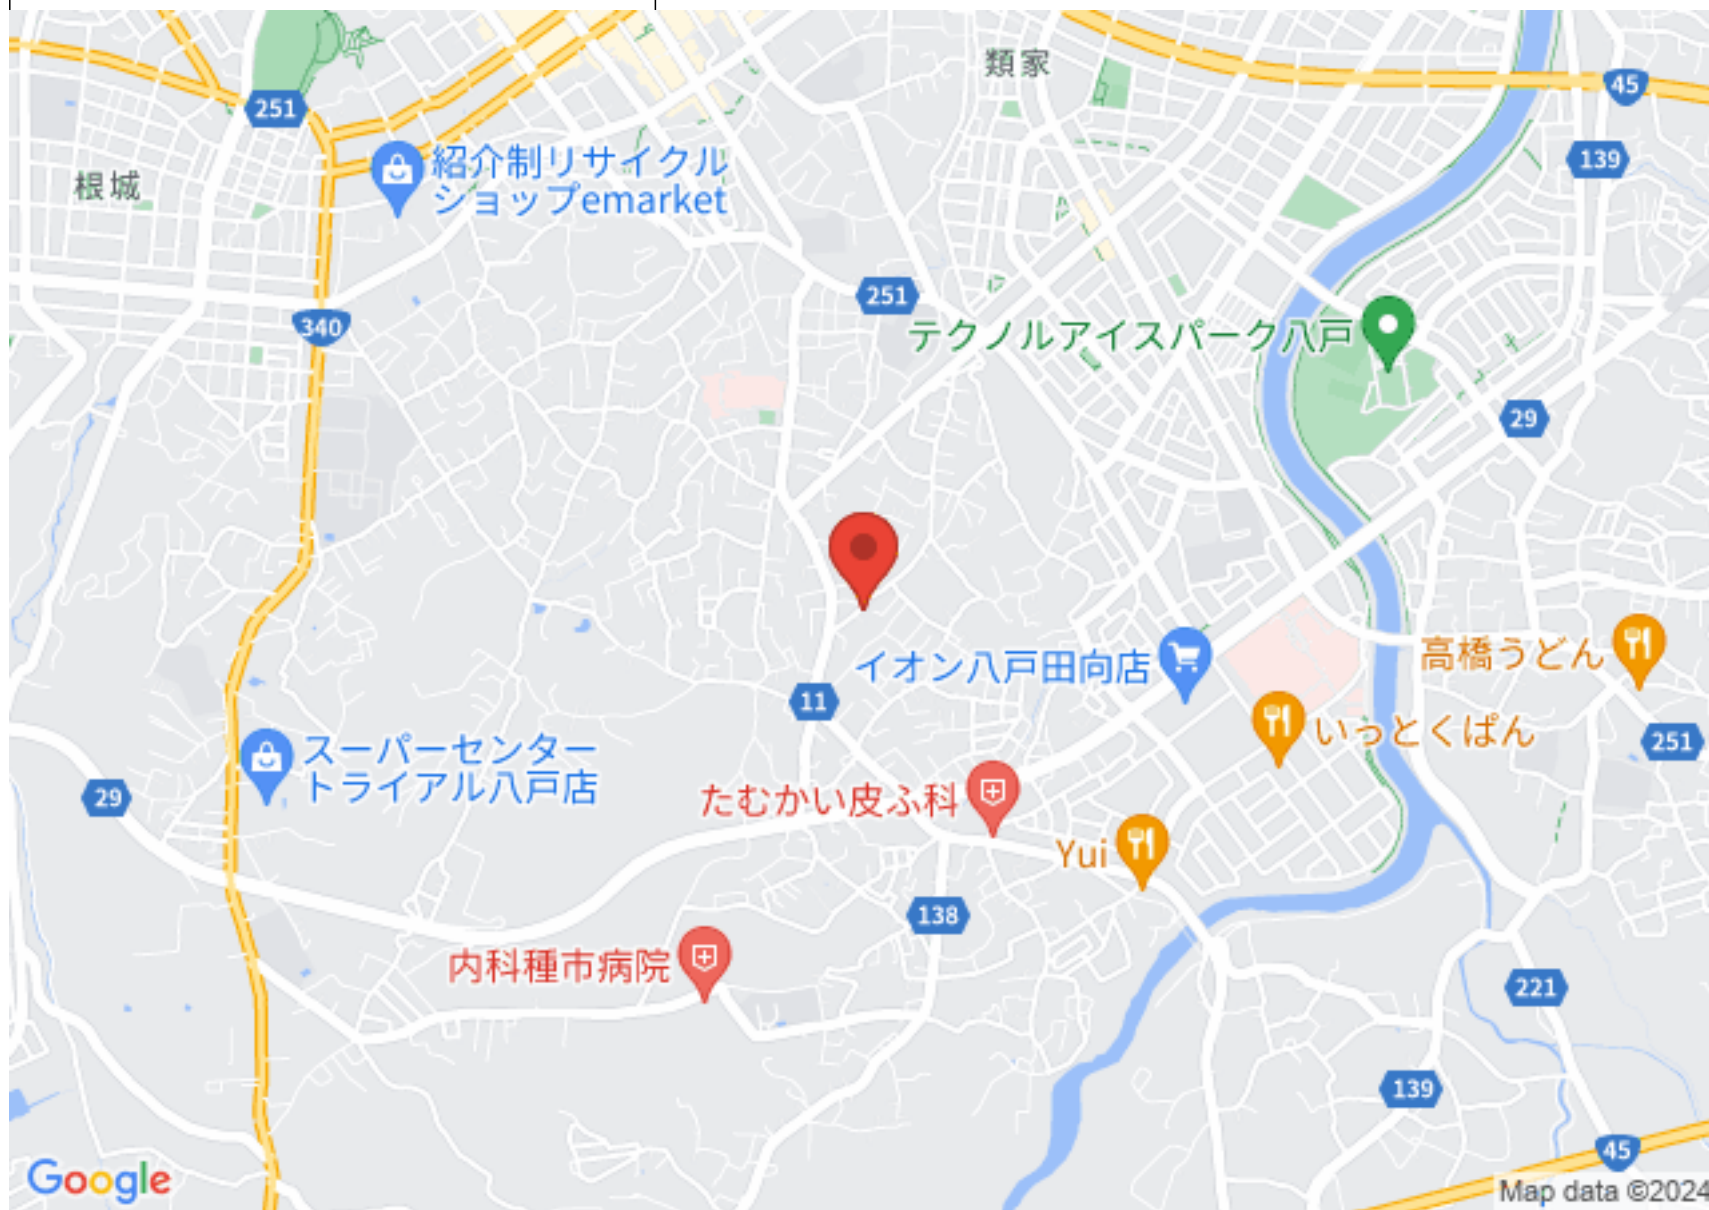 類家
45
251
139
紹介制リサイクル
ショップemarket
根城
251
340
テクノルアイスパーク八戸
29
高橋うどん
イオン八戸田向店
11
いっとくぱん
251
スーパーセンター
トライアル八戸店
29
たむかい皮ふ科
Yui
138
内科種市病院
221
139
45
Google
Map data ©2024